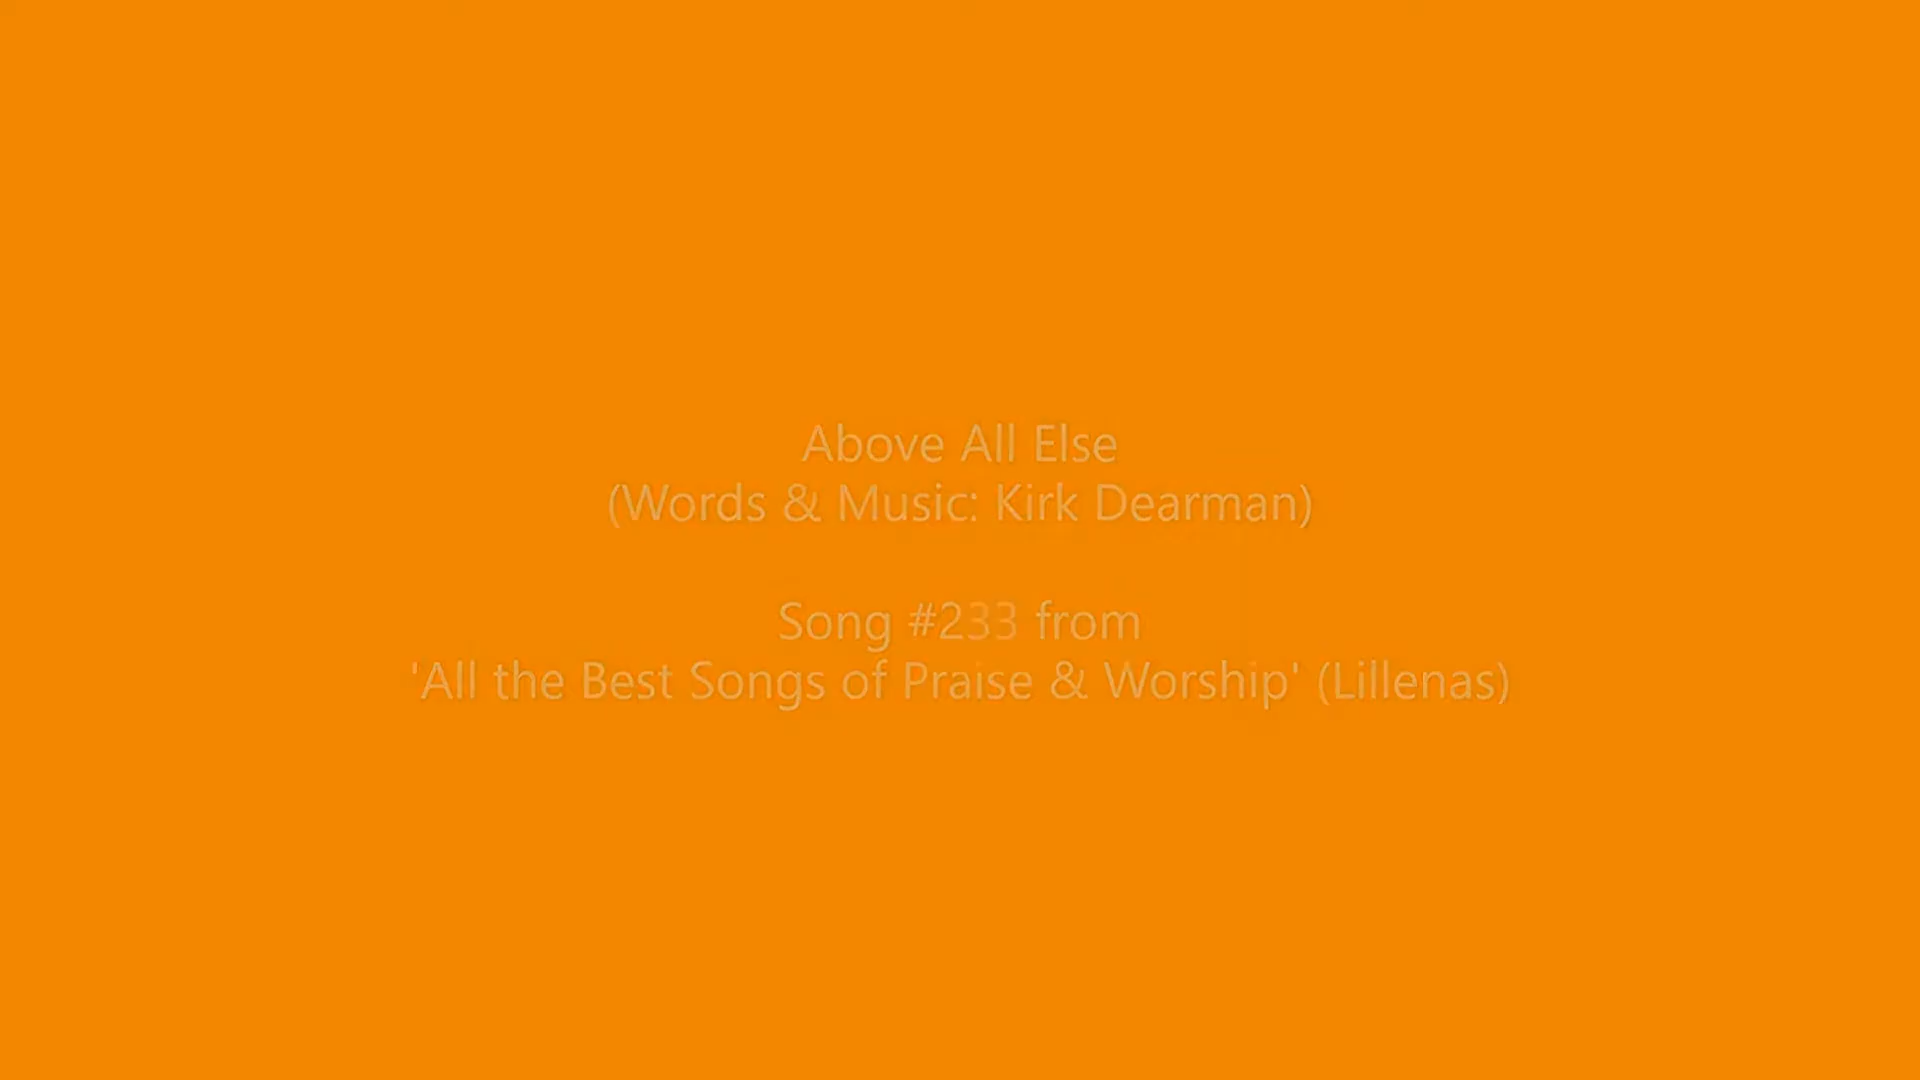 Above All Else
(Words & Music: Kirk Dearman)
Song #233 from
'All the Best Songs of Praise & Worship' (Lillenas)